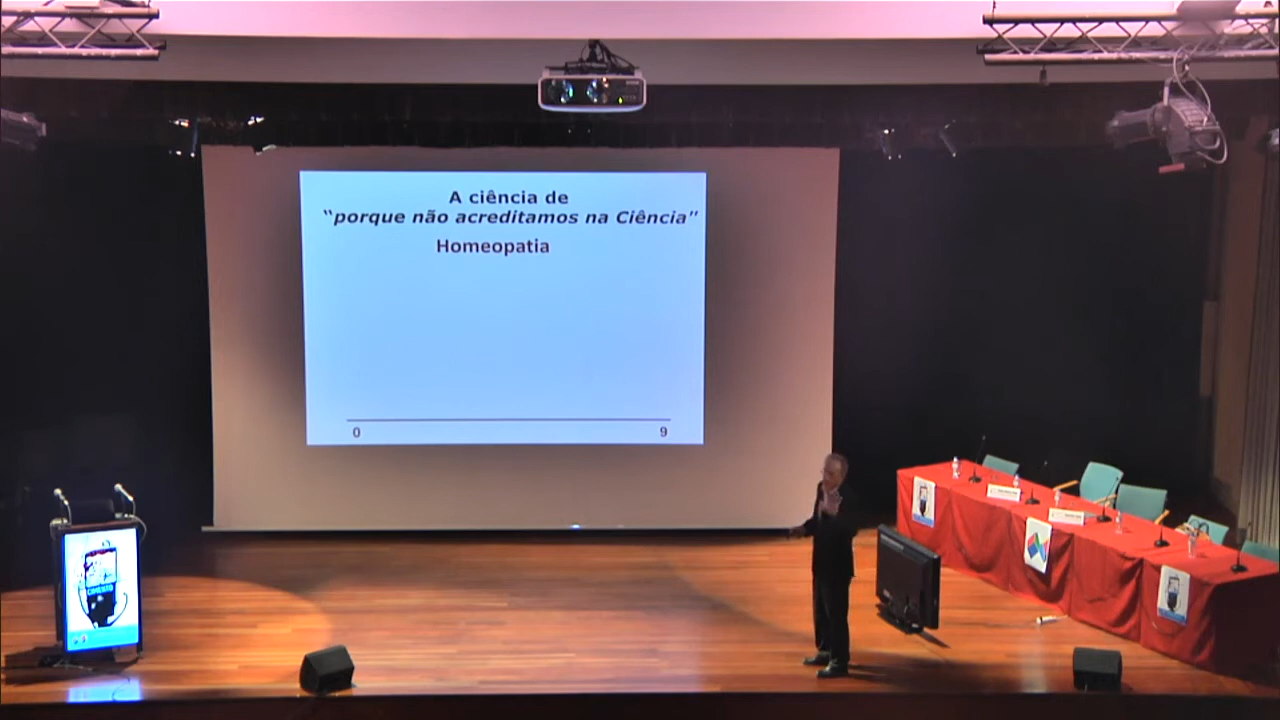 A ciência de
“porque não acreditamos na Ciência”
Homeopatia
0 9